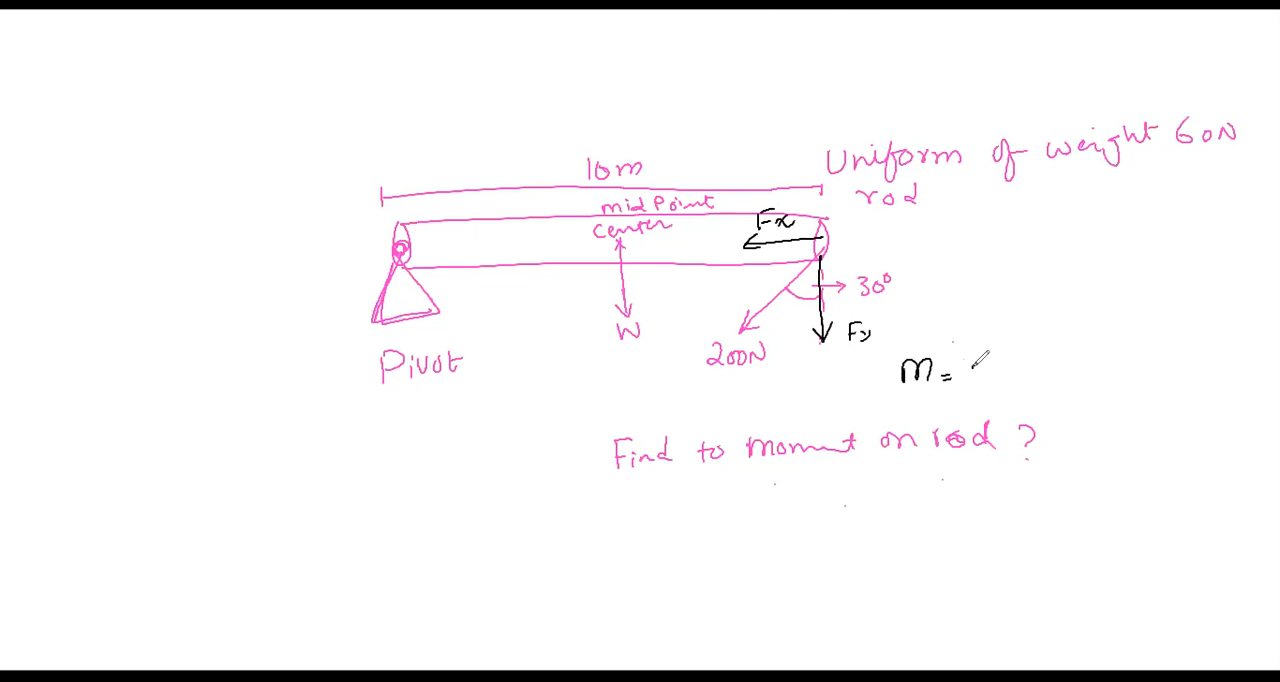 Uniform of weight 60N
rod
10m
mid Point
center
Fx
30°
W
200N
Fy
Pivot
M =
Find to moment on rod ?